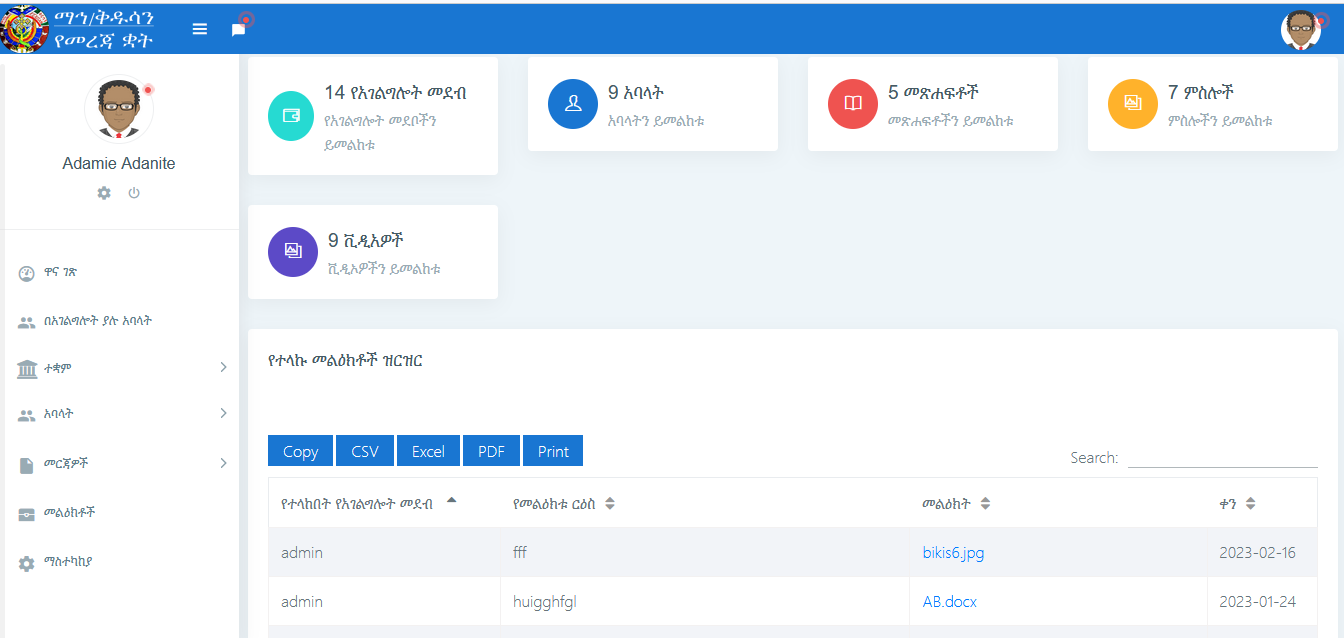 ማኅ/ቅዱሳን
የመረጃ ቋት
14 የአገልግሎት መደብ
የአገልግሎት መደቦችን
ይመልከቱ
9 አባላት
አባላትን ይመልከቱ
5 መጽሐፍቶች
መጽሐፍቶችን ይመልከቱ
7 ምስሎች
ምስሎችን ይመልከቱ
Adamie Adanite
9 ቪዲአዎች
ቪዲኦዎችን ይመልከቱ
ዋና ገጽ
በአገልግሎት ያሉ አባላት
ተቋም
አባላት
መርጃዎች
መልዕክቶች
ማስተካከያ
የተላኩ መልዕክቶች ዝርዝር
Copy CSV Excel PDF Print
Search:
የተላከበት የአገልግሎት መደብ የመልዕክቱ ርዕስ መልዕክት ቀን
admin fff bikis6.jpg 2023-02-16
admin huigghfgl AB.docx 2023-01-24